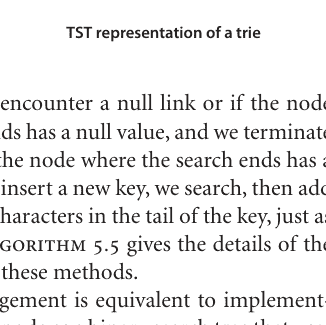 TST representation of a trie
encounter a null link or if the node
ds has a null value, and we terminate
the node where the search ends has a
insert a new key, we search, then add
haracters in the tail of the key, just as
GORITHM 5.5 gives the details of the
these methods.
gement is equivalent to implement-